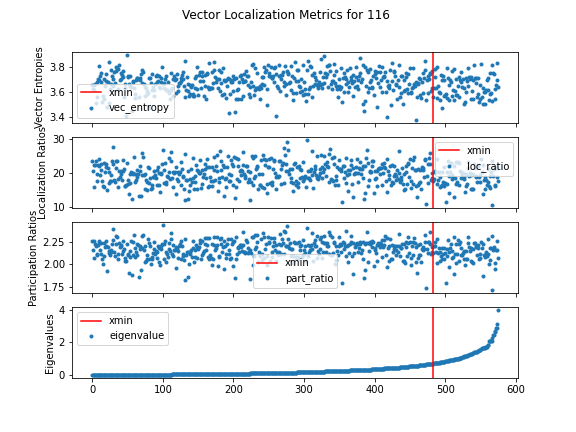 Vector Localization Metrics for 116
Vector Entropies
3.8
3.6
3.4
xmin
vec_entropy
Localization Ratios
30
20
10
xmin
loc_ratio
Participation Ratios
2.25
2.00
1.75
xmin
part_ratio
Eigenvalues
4
2
0
xmin
eigenvalue
0
100
200
300
400
500
600